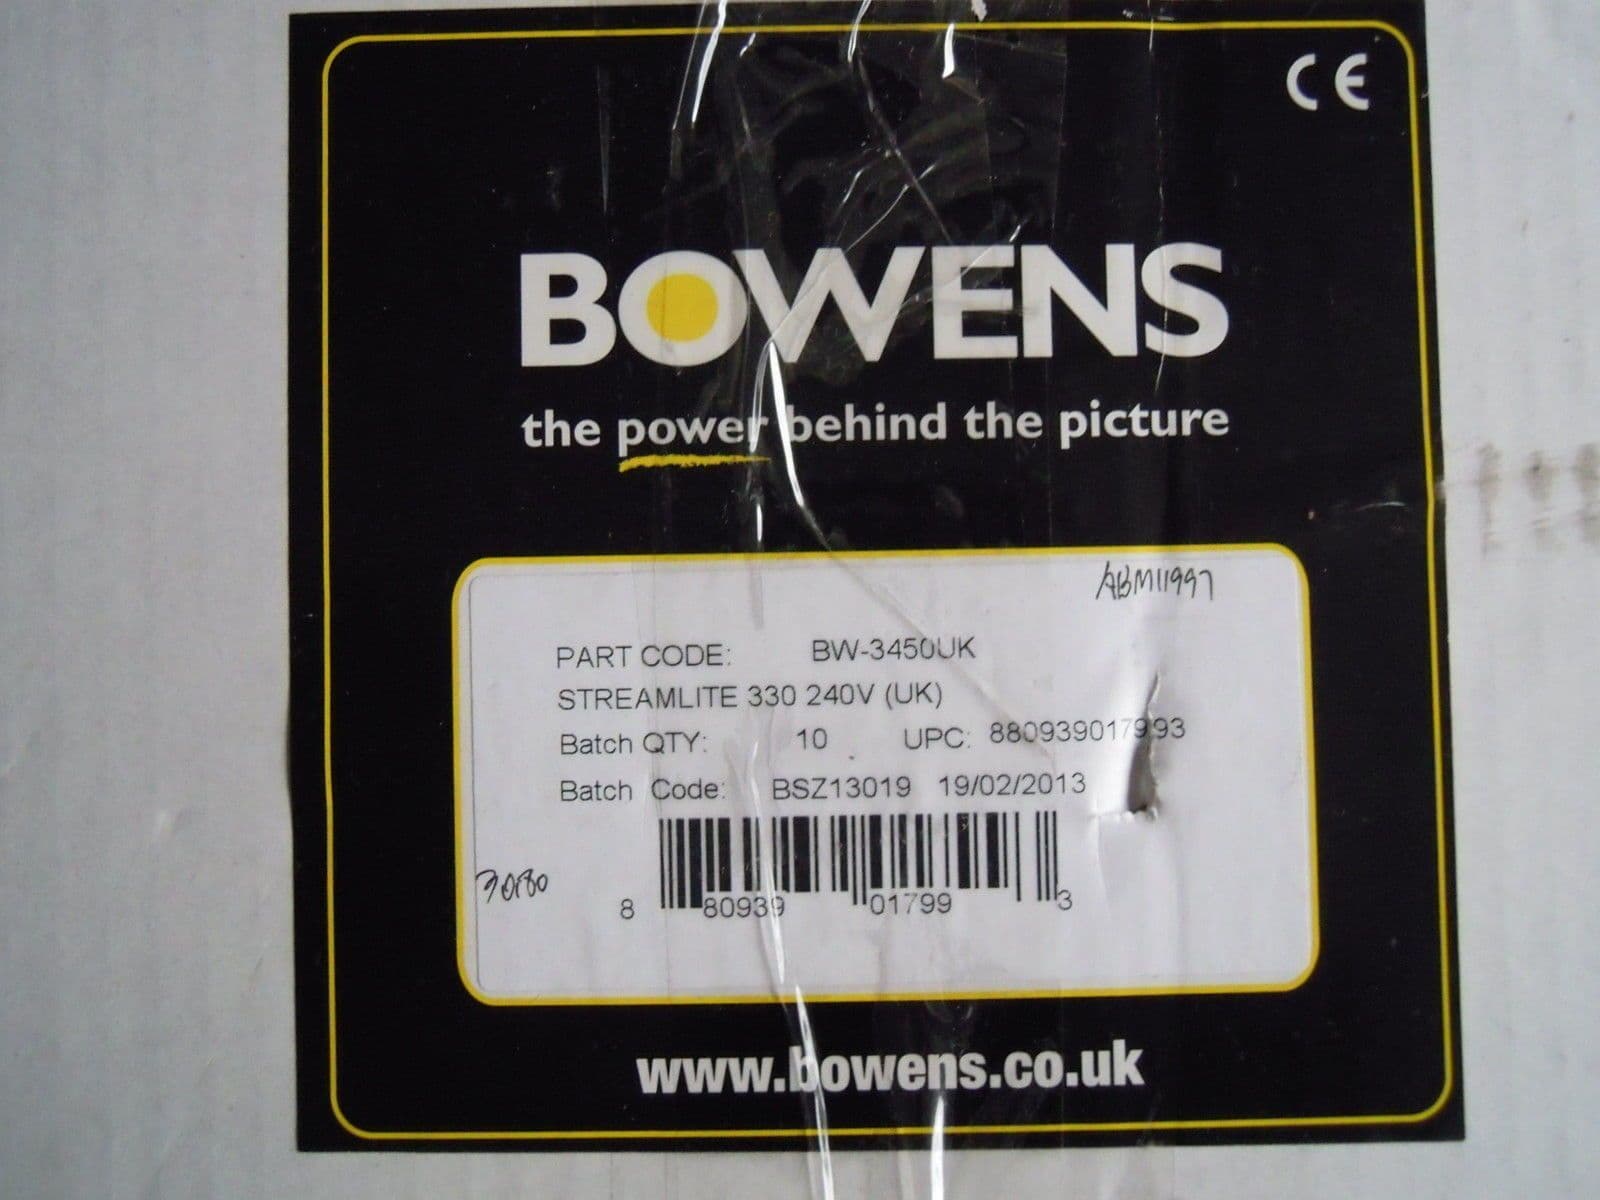 CE
BOWENS
the power behind the picture
ABM11997
PART CODE: BW-3450UK
STREAMLITE 330 240V (UK)
Batch QTY: 10 UPC: 880939017993
Batch Code: BSZ13019 19/02/2013
8 80939 01799 3
www.bowens.co.uk